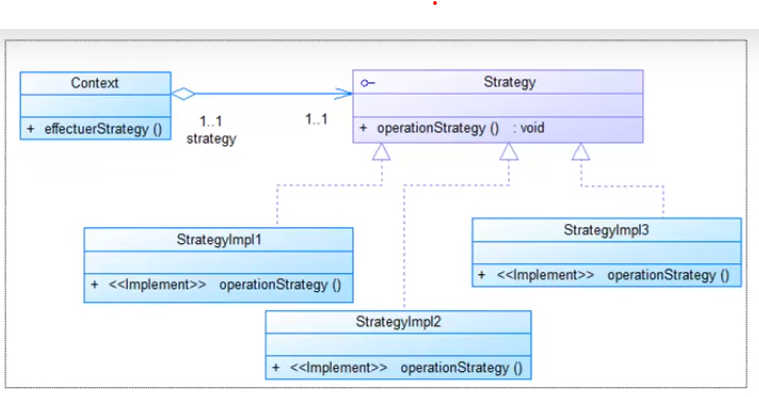 Context
+ effectuerStrategy ()
1..1
strategy
1..1
Strategy
+ operationStrategy () : void
StrategyImpl1
+ <<Implement>> operationStrategy ()
StrategyImpl3
+ <<Implement>> operationStrategy ()
StrategyImpl2
+ <<Implement>> operationStrategy ()